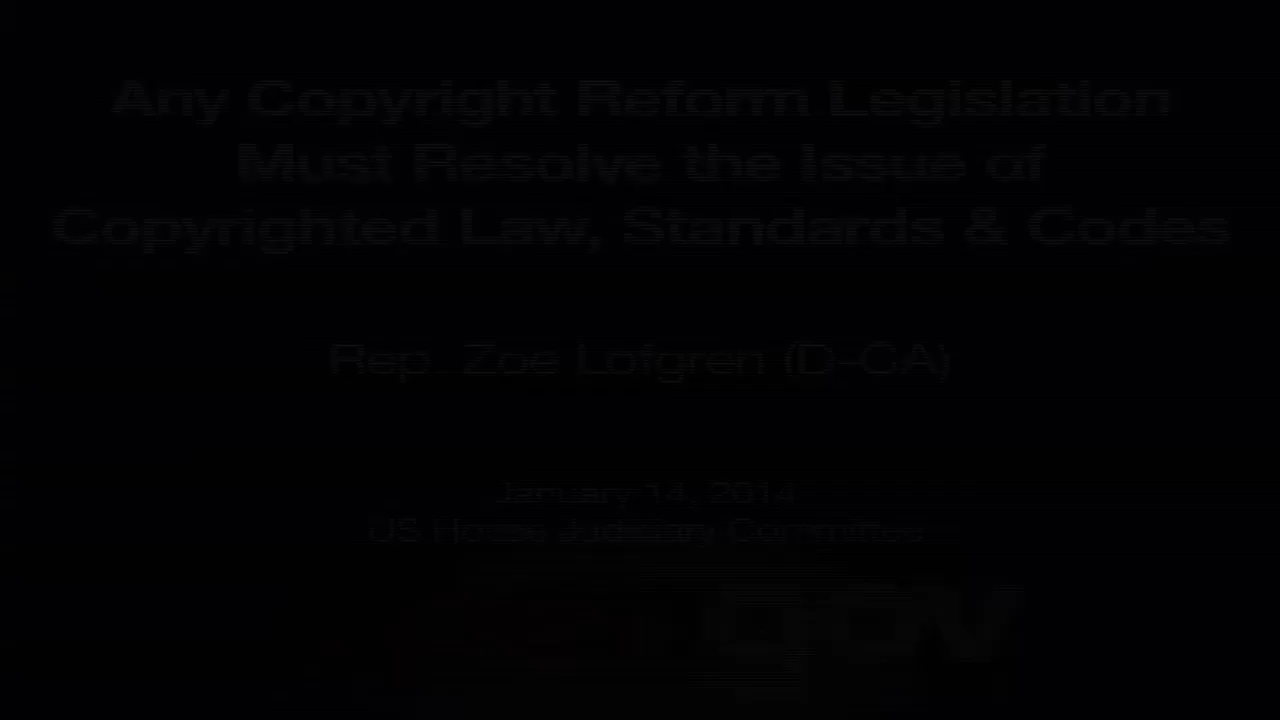 Any Copyright Reform Legislation
Must Resolve the Issue of
Copyrighted Law, Standards & Codes
Rep. Zoe Lofgren (D-CA)
January 14, 2014
US House Judiciary Committee
gov